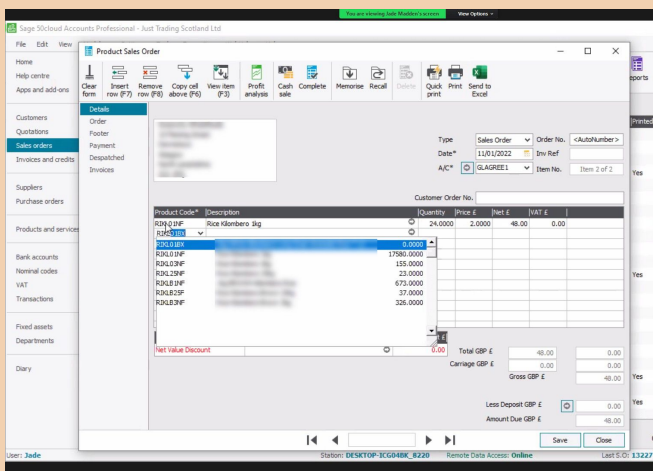 You are viewing Jade Madden's screen View Options
Sage 50cloud Accounts Professional - Just Trading Scotland Ltd
File Edit View
Product Sales Order
Clear form
Insert row (F7)
Remove row (F8)
Copy cell above (F6)
View item (F3)
Profit analysis
Cash sale
Complete
Memorise
Recall
Delete
Quick print
Print
Send to Excel
Home
Help centre
Apps and add-ons
Customers
Quotations
Sales orders
Invoices and credits
Suppliers
Purchase orders
Products and services
Bank accounts
Nominal codes
VAT
Transactions
Fixed assets
Departments
Diary
Details
Order
Footer
Payment
Despatched
Invoices
Type Sales Order Order No. <AutoNumber>
Date* 11/01/2022 Inv Ref
A/C* GLAGREE1 Item No. Item 2 of 2
Customer Order No.
Product Code* Description Quantity Price £ Net £ VAT £
RIKL01NF Rice Kilombero 1kg 24.0000 2.0000 48.00 0.00
RIKL01BX
RIKL01BX 0.0000
RIKL01NF 17580.0000
RIKL03NF 155.0000
RIKL25NF 23.0000
RIKLB1NF 673.0000
RIKLB25F 37.0000
RIKLB3NF 326.0000
Net Value Discount 0.00
Total GBP £ 48.00 0.00
Carriage GBP £ 0.00 0.00
Gross GBP £ 48.00
Less Deposit GBP £ 0.00
Amount Due GBP £ 48.00
Save Close
eports
Printed
Yes
Yes
Yes
Yes
User: Jade Station: DESKTOP-ICG04BK_8220 Remote Data Access: Online Last S.O: 13227